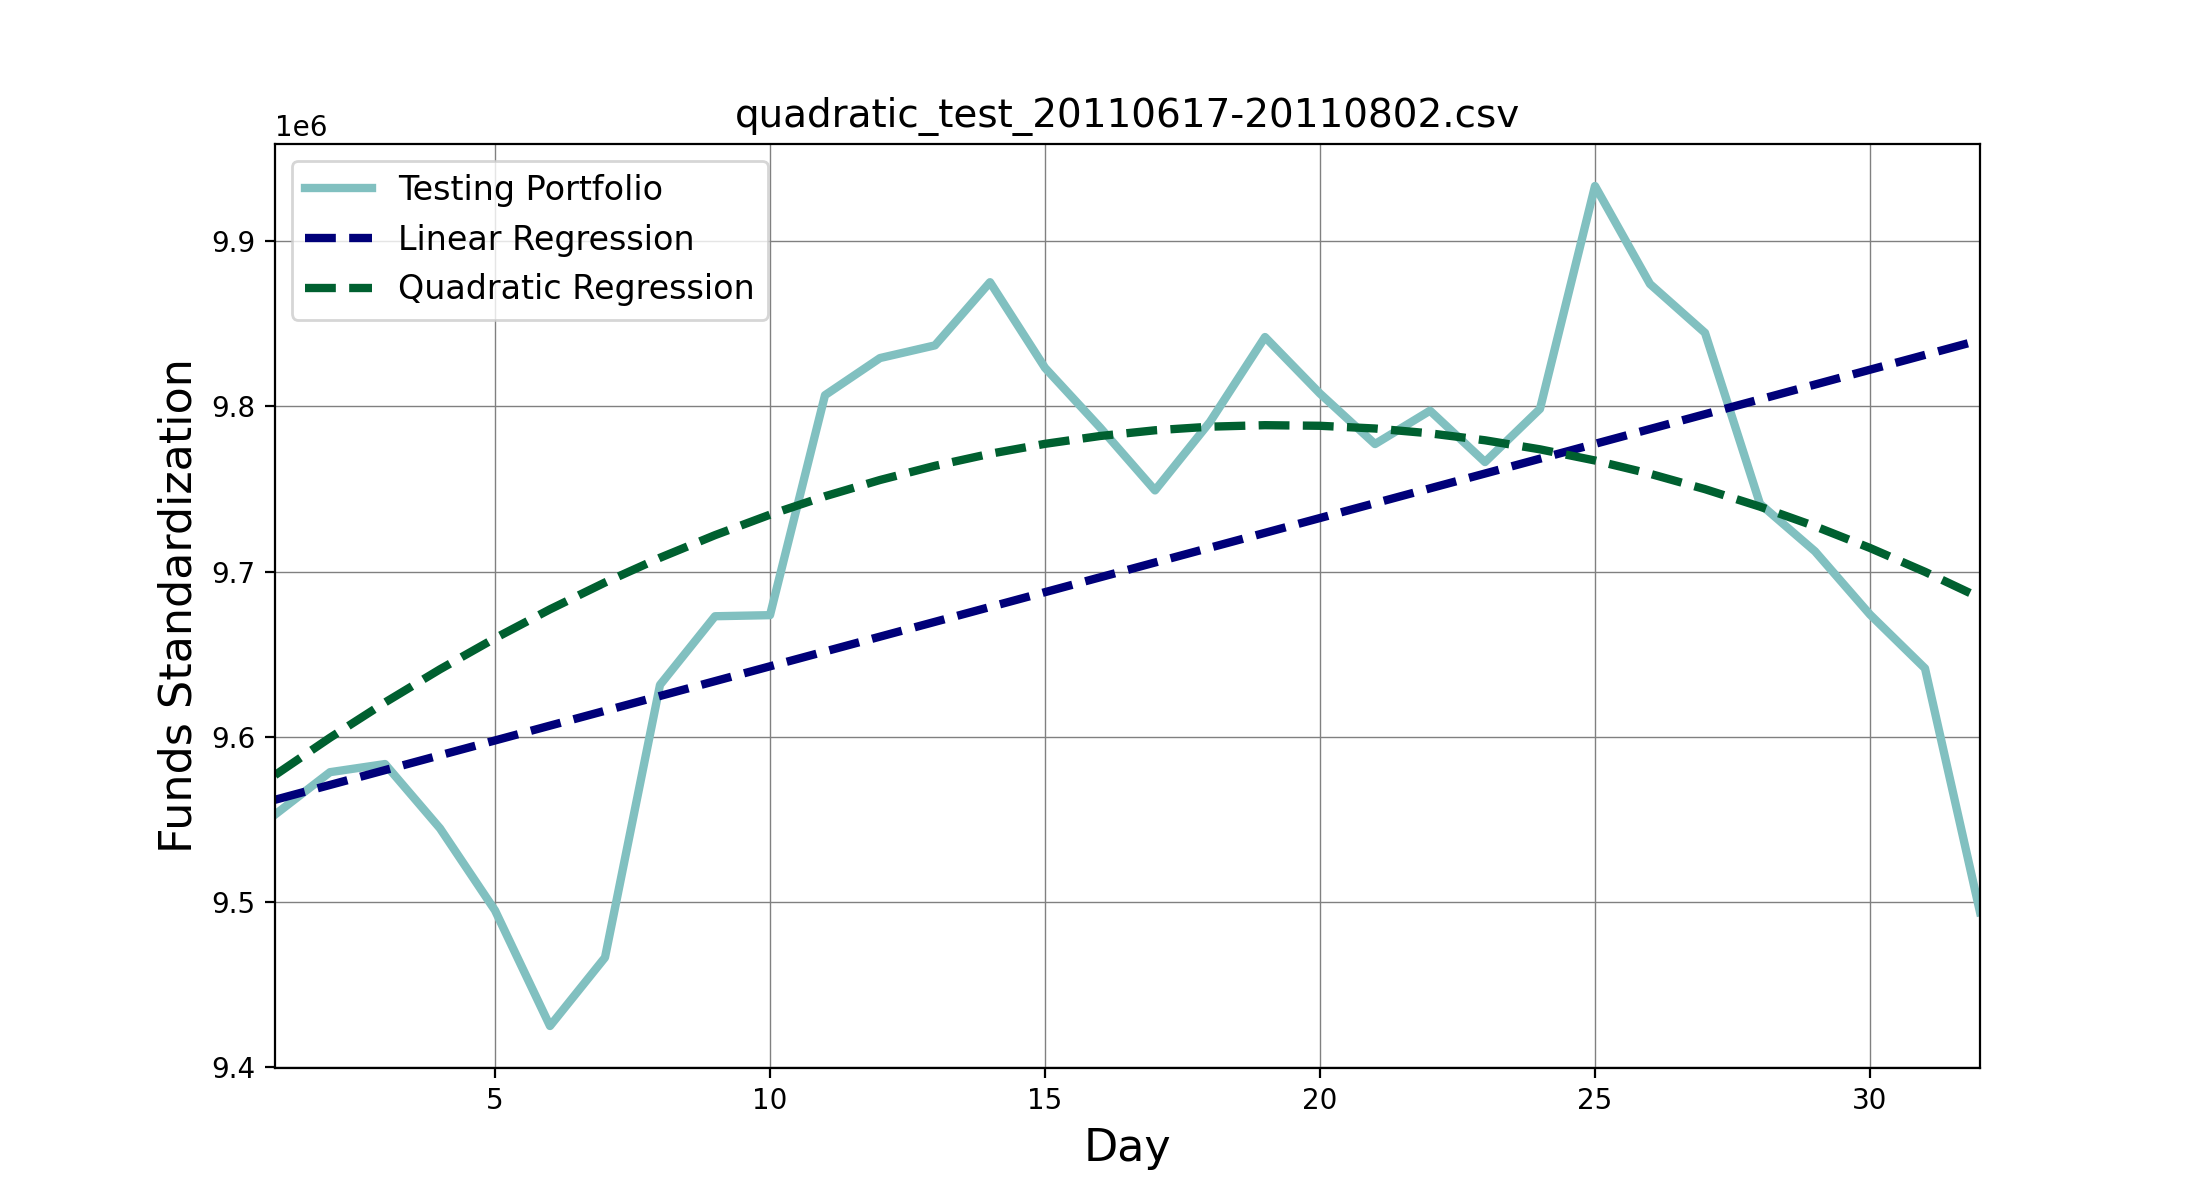 quadratic_test_20110617-20110802.csv
1e6
Testing Portfolio
Linear Regression
Quadratic Regression
Funds Standardization
9.9
9.8
9.7
9.6
9.5
9.4
5 10 15 20 25 30
Day